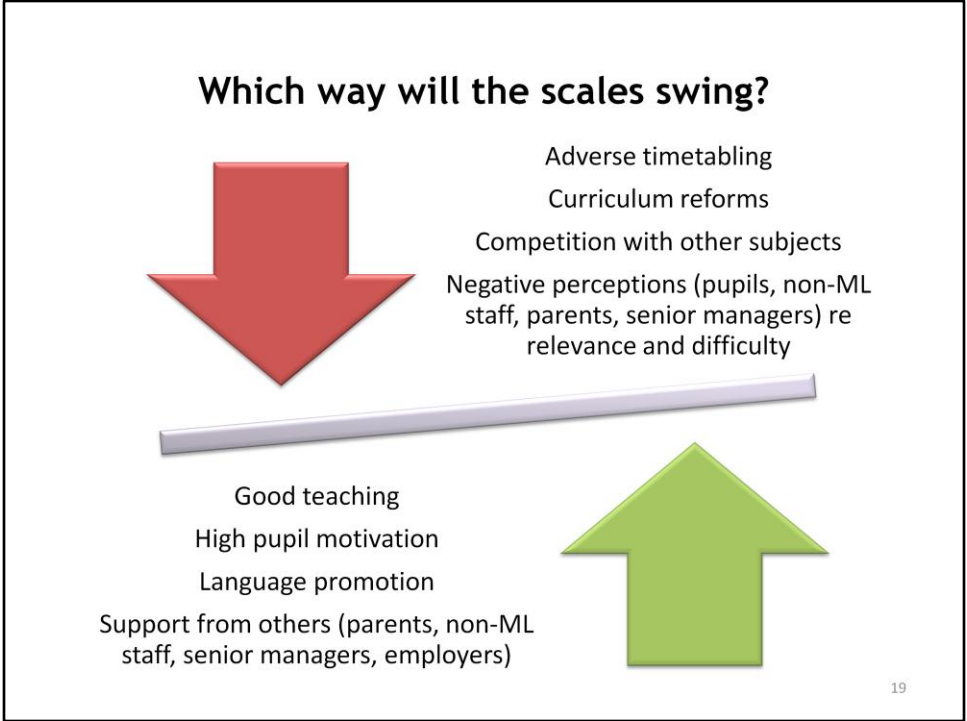 Which way will the scales swing?
Adverse timetabling
Curriculum reforms
Competition with other subjects
Negative perceptions (pupils, non-ML
staff, parents, senior managers) re
relevance and difficulty
Good teaching
High pupil motivation
Language promotion
Support from others (parents, non-ML
staff, senior managers, employers)
19